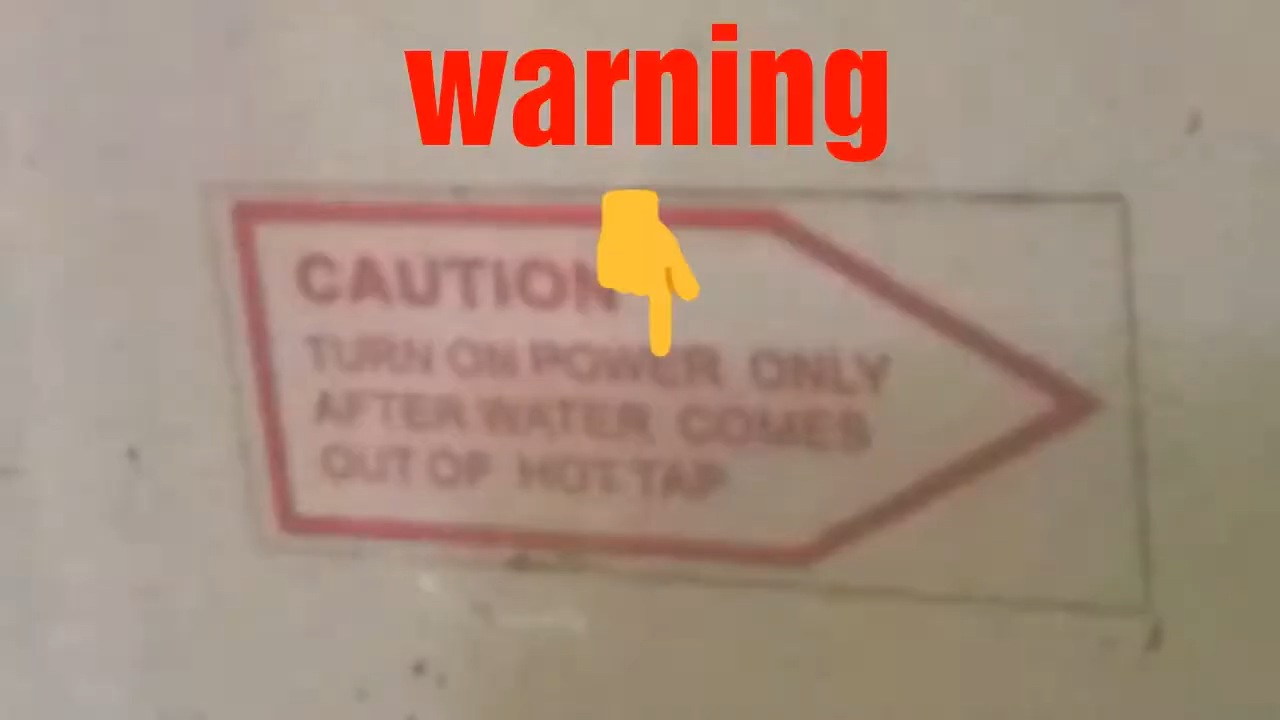 warning
CAUTION
TURN ON POWER ONLY
AFTER WATER COMES
OUT OF HOT TAP